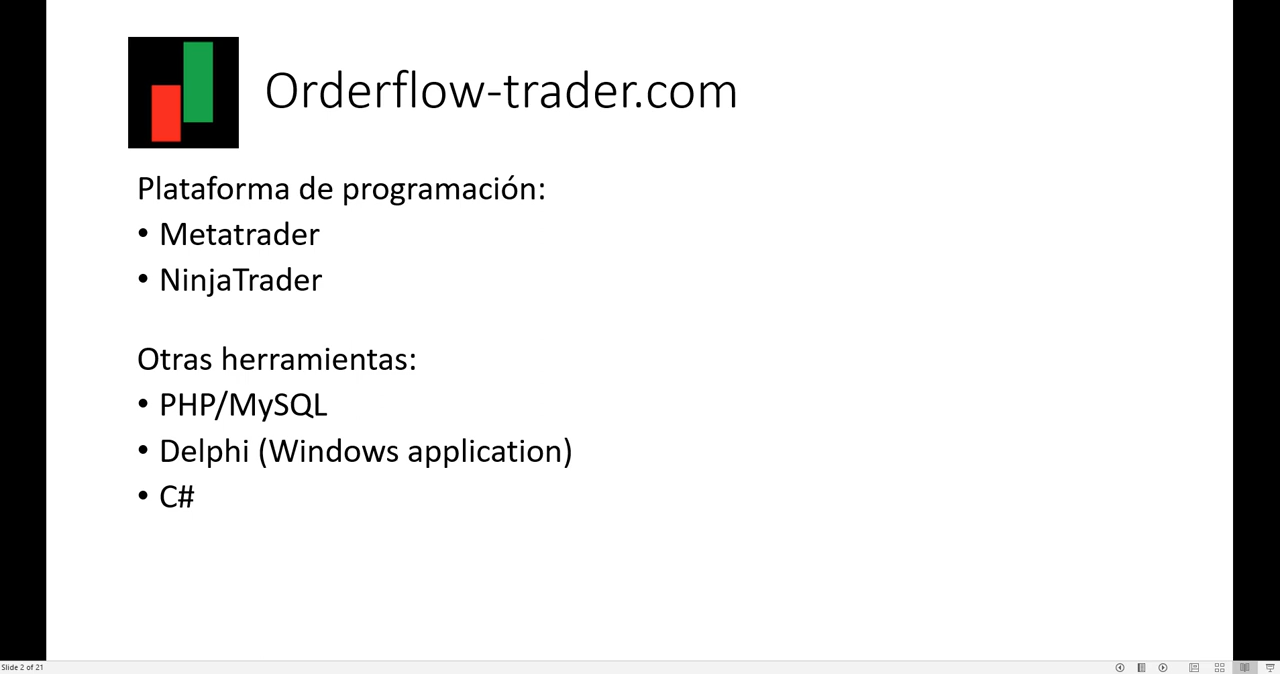 Orderflow-trader.com
Plataforma de programación:
• Metatrader
• NinjaTrader
Otras herramientas:
• PHP/MySQL
• Delphi (Windows application)
• C#
Slide 2 of 21